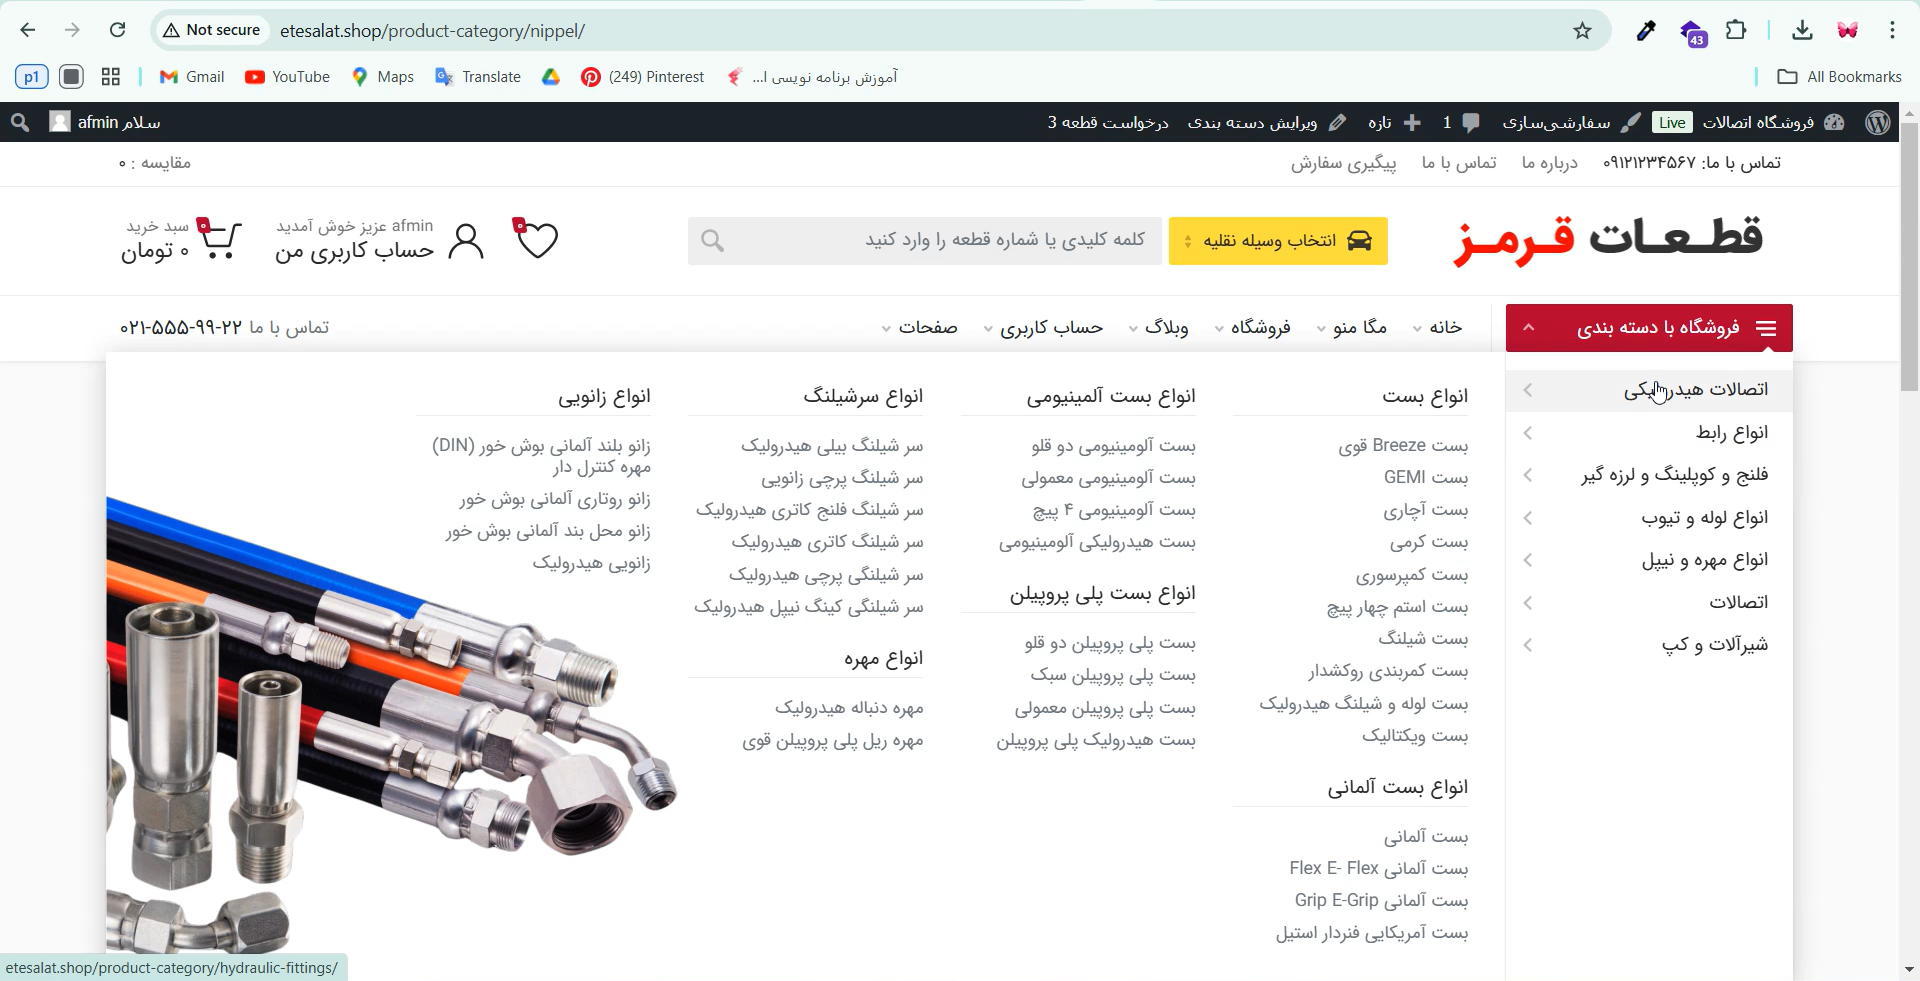 Not secure
etesalat.shop/product-category/nippel/
43
p1
Gmail
YouTube
Maps
Translate
(249) Pinterest
آموزش برنامه نویسی ا...
All Bookmarks
فروشگاه اتصالات
Live
سفارشی‌سازی
1
تازه
ویرایش دسته بندی
درخواست قطعه 3
سلام afmin
تماس با ما: ۰۹۱۲۱۲۳۴۵۶۷
درباره ما
تماس با ما
پیگیری سفارش
مقایسه : ۰
قطعات قرمز
انتخاب وسیله نقلیه
کلمه کلیدی یا شماره قطعه را وارد کنید
۰
afmin عزیز خوش آمدید
حساب کاربری من
۰
سبد خرید
۰ تومان
فروشگاه با دسته بندی
خانه
مگا منو
فروشگاه
وبلاگ
حساب کاربری
صفحات
تماس با ما ۰۲۱-۵۵۵-۹۹-۲۲
اتصالات هیدرولیکی
انواع رابط
فلنج و کوپلینگ و لرزه گیر
انواع لوله و تیوب
انواع مهره و نیپل
اتصالات
شیرآلات و کپ
انواع بست
بست Breeze قوی
بست GEMI
بست آچاری
بست کرمی
بست کمپرسوری
بست استم چهار پیچ
بست شیلنگ
بست کمربندی روکشدار
بست لوله و شیلنگ هیدرولیک
بست ویکتالیک
انواع بست آلمانی
بست آلمانی
بست آلمانی Flex E- Flex
بست آلمانی Grip E-Grip
بست آمریکایی فنردار استیل
انواع بست آلمینیومی
بست آلومینیومی دو قلو
بست آلومینیومی معمولی
بست آلومینیومی ۴ پیچ
بست هیدرولیکی آلومینیومی
انواع بست پلی پروپیلن
بست پلی پروپیلن دو قلو
بست پلی پروپیلن سبک
بست پلی پروپیلن معمولی
بست هیدرولیک پلی پروپیلن
انواع سرشیلنگ
سر شیلنگ بیلی هیدرولیک
سر شیلنگ پرچی زانویی
سر شیلنگ فلنج کاتری هیدرولیک
سر شیلنگ کاتری هیدرولیک
سر شیلنگی پرچی هیدرولیک
سر شیلنگی کینگ نیپل هیدرولیک
انواع مهره
مهره دنباله هیدرولیک
مهره ریل پلی پروپیلن قوی
انواع زانویی
زانو بلند آلمانی بوش خور (DIN)
مهره کنترل دار
زانو روتاری آلمانی بوش خور
زانو محل بند آلمانی بوش خور
زانویی هیدرولیک
etesalat.shop/product-category/hydraulic-fittings/